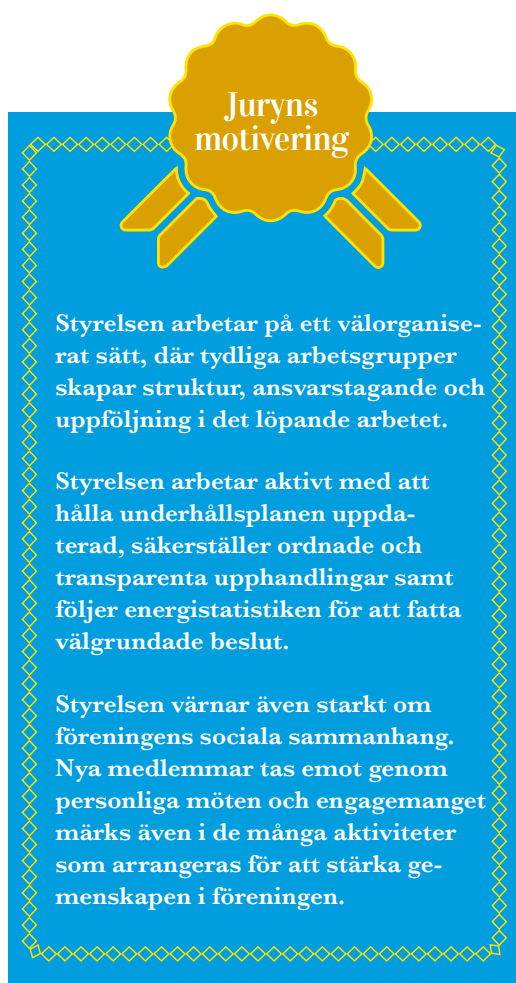 Juryns
motivering
Styrelsen arbetar på ett välorganise-
rat sätt, där tydliga arbetsgrupper
skapar struktur, ansvarstagande och
uppföljning i det löpande arbetet.
Styrelsen arbetar aktivt med att
hålla underhållsplanen uppda-
terad, säkerställer ordnade och
transparenta upphandlingar samt
följer energistatistiken för att fatta
välgrundade beslut.
Styrelsen värnar även starkt om
föreningens sociala sammanhang.
Nya medlemmar tas emot genom
personliga möten och engagemanget
märks även i de många aktiviteter
som arrangeras för att stärka ge-
menskapen i föreningen.